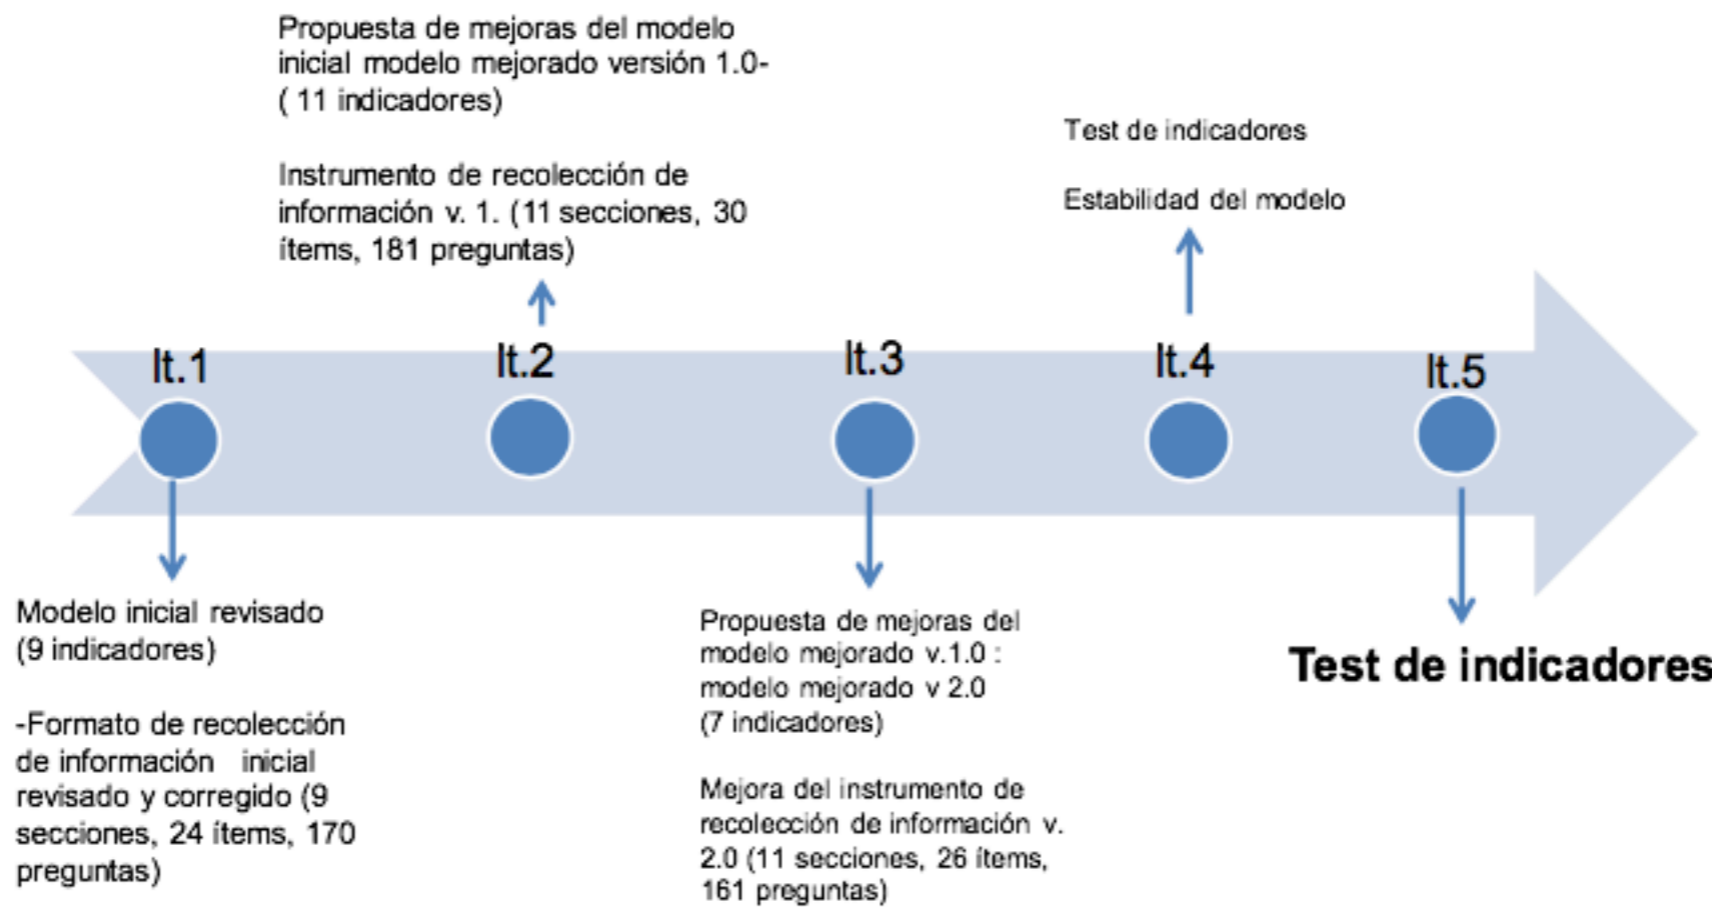 Propuesta de mejoras del modelo
inicial modelo mejorado versión 1.0-
( 11 indicadores)
Instrumento de recolección de
información v. 1. (11 secciones, 30
ítems, 181 preguntas)
Test de indicadores
Estabilidad del modelo
It.1
It.2
It.3
It.4
It.5
Modelo inicial revisado
(9 indicadores)
-Formato de recolección
de información inicial
revisado y corregido (9
secciones, 24 ítems, 170
preguntas)
Propuesta de mejoras del
modelo mejorado v.1.0 :
modelo mejorado v 2.0
(7 indicadores)
Mejora del instrumento de
recolección de información v.
2.0 (11 secciones, 26 ítems,
161 preguntas)
Test de indicadores